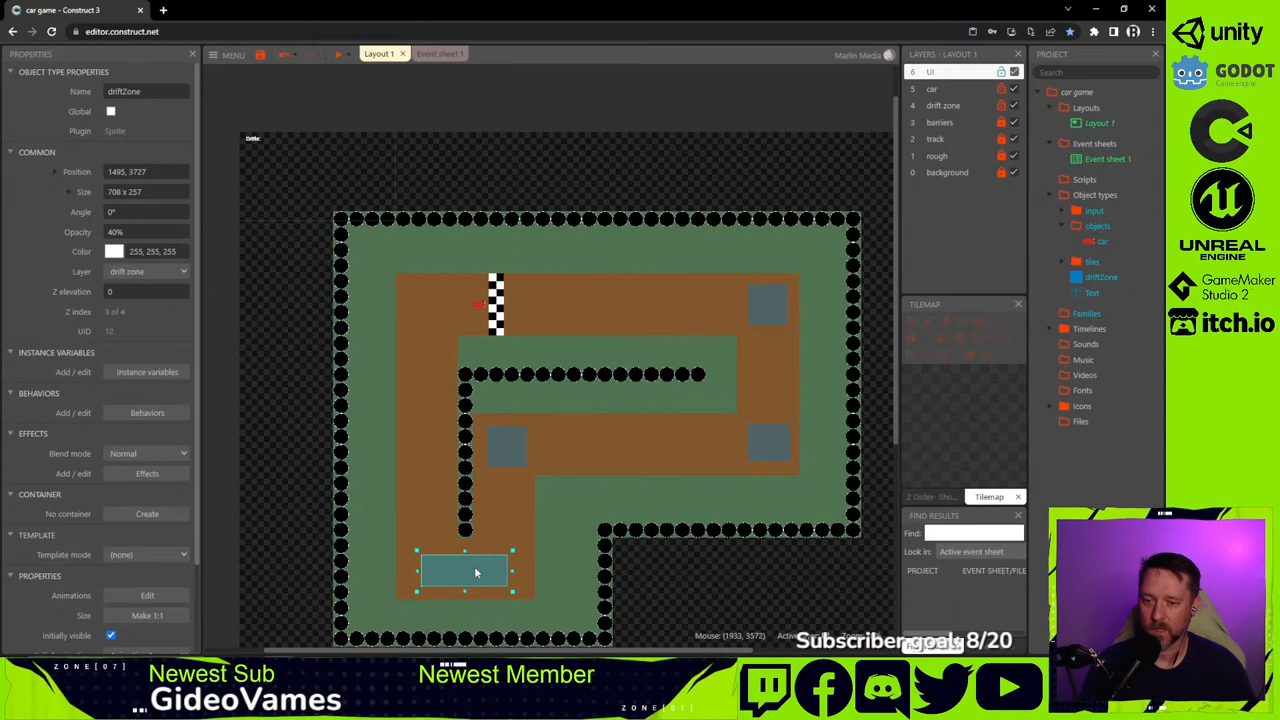 car game - Construct 3
editor.construct.net
PROPERTIES
OBJECT TYPE PROPERTIES
Name driftZone
Global
Plugin Sprite
COMMON
Position 1495, 3727
Size 708 x 257
Angle 0°
Opacity 40%
Color 255, 255, 255
Layer drift zone
Z elevation 0
Z index 3 of 4
UID 12
INSTANCE VARIABLES
Add / edit Instance variables
BEHAVIORS
Add / edit Behaviors
EFFECTS
Blend mode Normal
Add / edit Effects
CONTAINER
No container Create
TEMPLATE
Template mode (none)
PROPERTIES
Animations Edit
Size Make 1:1
Initially visible
MENU
Layout 1
Event sheet 1
Marlin Media
Mouse: (1933, 3572)
LAYERS - LAYOUT 1
6 UI
5 car
4 drift zone
3 barriers
2 track
1 rough
0 background
TILEMAP
Tilemap
FIND RESULTS
Find:
Look in: Active event sheet
PROJECT EVENT SHEET/FILE
PROJECT
Search
car game
Layouts
Layout 1
Event sheets
Event sheet 1
Scripts
Object types
input
objects
car
tiles
driftZone
Text
Families
Timelines
Sounds
Music
Videos
Fonts
Icons
Files
unity
GODOT
Game engine
UNREAL
ENGINE
GameMaker
Studio 2
itch.io
Subscriber goal: 8/20
ZONE[07]
Newest Sub
GideoVames
Newest Member
ZONE[07]
ZONE[07]